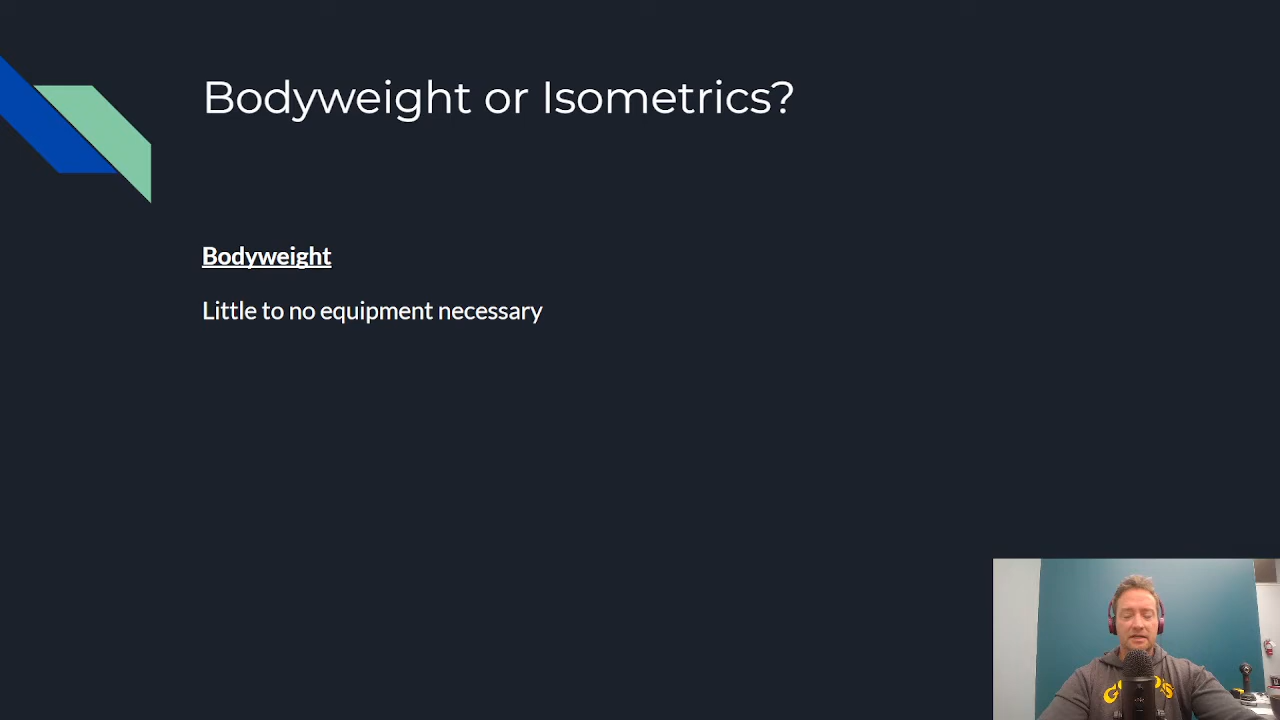 Bodyweight or Isometrics?
Bodyweight
Little to no equipment necessary